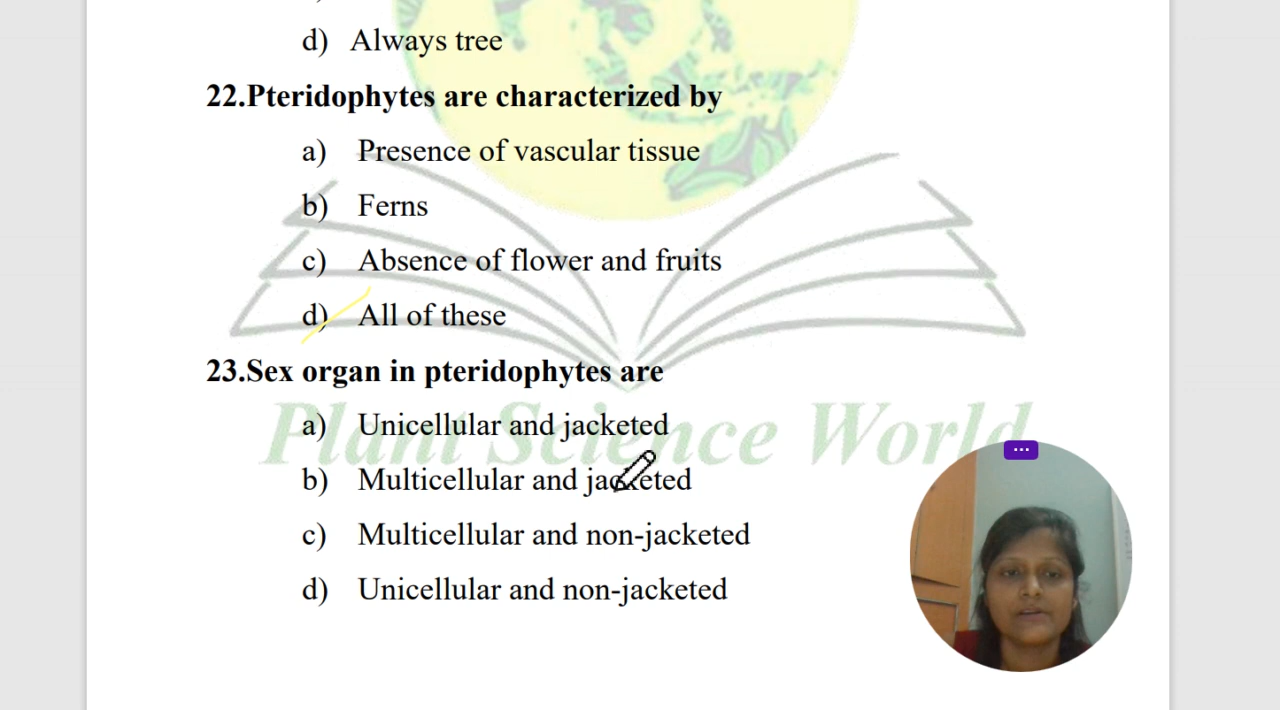 d) Always tree
22.Pteridophytes are characterized by
a) Presence of vascular tissue
b) Ferns
c) Absence of flower and fruits
d) All of these
23.Sex organ in pteridophytes are
Plant Science World
a) Unicellular and jacketed
b) Multicellular and jacketed
c) Multicellular and non-jacketed
d) Unicellular and non-jacketed